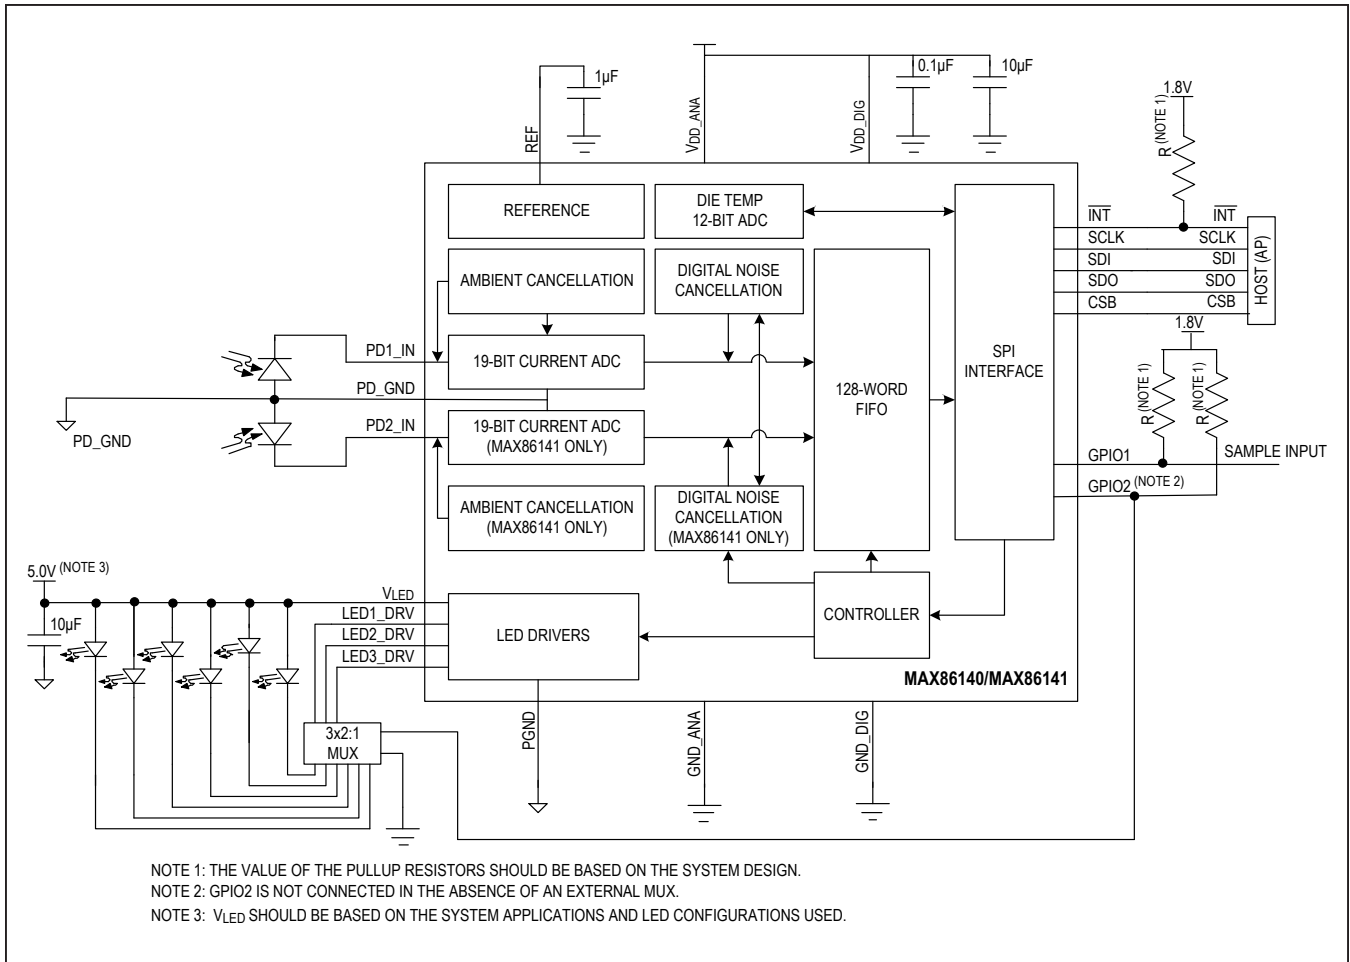 1µF
0.1µF
10µF
1.8V
REF
VDD_ANA
VDD_DIG
R (NOTE 1)
REFERENCE
DIE TEMP
12-BIT ADC
INT
INT
SCLK
SCLK
SDI
SDI
SDO
SDO
CSB
CSB
HOST (AP)
AMBIENT CANCELLATION
DIGITAL NOISE
CANCELLATION
SPI
INTERFACE
1.8V
PD1_IN
19-BIT CURRENT ADC
128-WORD
FIFO
PD_GND
PD_GND
R (NOTE 1)
R (NOTE 1)
PD2_IN
19-BIT CURRENT ADC
(MAX86141 ONLY)
GPIO1
SAMPLE INPUT
GPIO2 (NOTE 2)
AMBIENT CANCELLATION
(MAX86141 ONLY)
DIGITAL NOISE
CANCELLATION
(MAX86141 ONLY)
5.0V (NOTE 3)
10µF
VLED
LED1_DRV
LED2_DRV
LED3_DRV
LED DRIVERS
CONTROLLER
MAX86140/MAX86141
3x2:1
MUX
PGND
GND_ANA
GND_DIG
NOTE 1: THE VALUE OF THE PULLUP RESISTORS SHOULD BE BASED ON THE SYSTEM DESIGN.
NOTE 2: GPIO2 IS NOT CONNECTED IN THE ABSENCE OF AN EXTERNAL MUX.
NOTE 3: VLED SHOULD BE BASED ON THE SYSTEM APPLICATIONS AND LED CONFIGURATIONS USED.